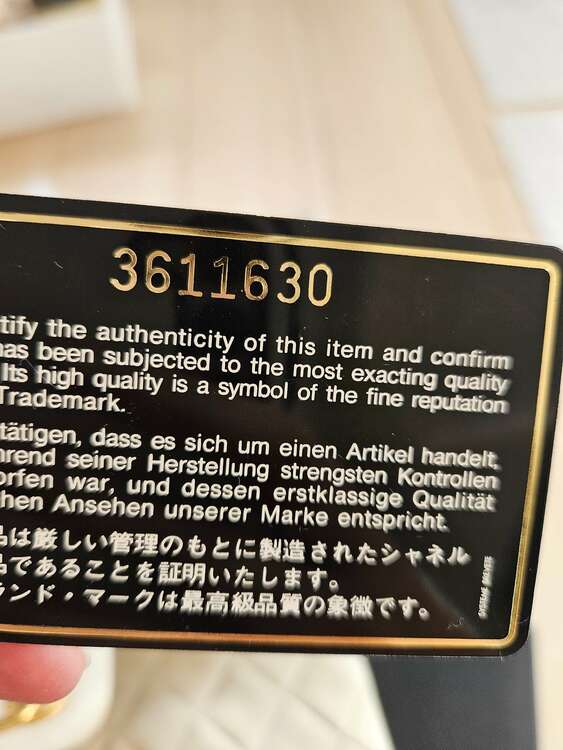 3611630
tify the authenticity of this item and confirm
has been subjected to the most exacting quality
Its high quality is a symbol of the fine reputation
Trademark.
tätigen, dass es sich um einen Artikel handelt,
hrend seiner Herstellung strengsten Kontrollen
orfen war, und dessen erstklassige Qualität
hen Ansehen unserer Marke entspricht.
品は厳しい管理のもとに製造されたシャネル
品であることを証明いたします。
ランド・マークは最高級品質の象徴です。